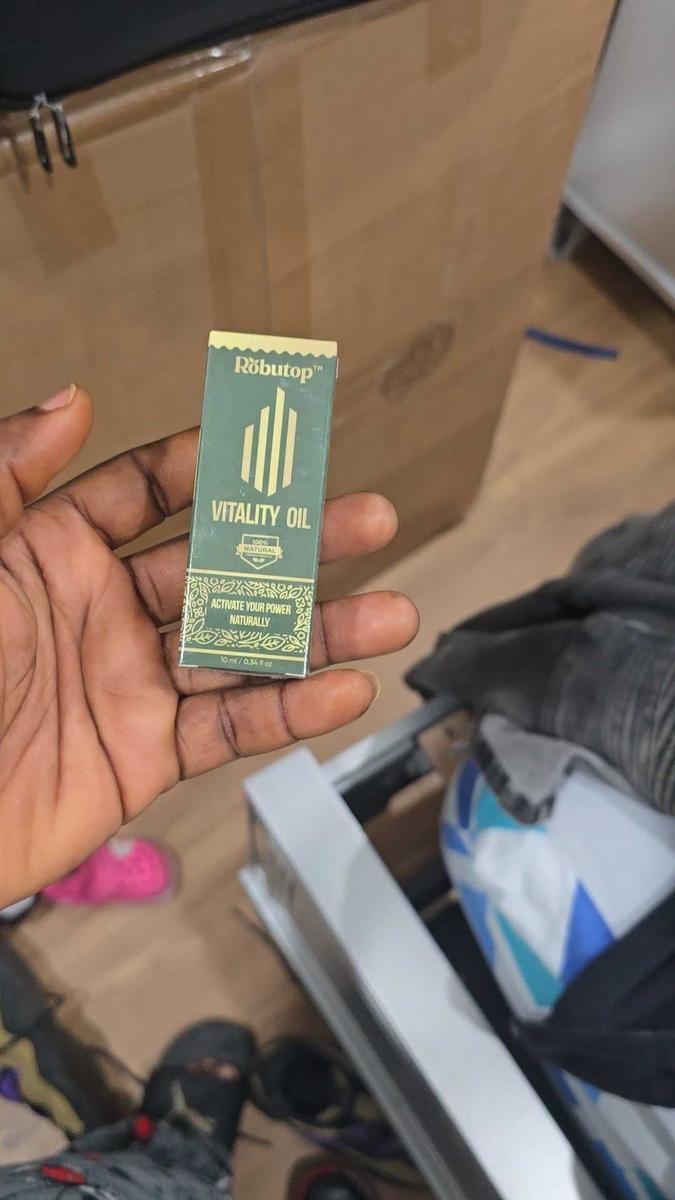 Robutop™
VITALITY OIL
100%
NATURAL
ACTIVATE YOUR POWER
NATURALLY
10 ml / 0.34 fl oz